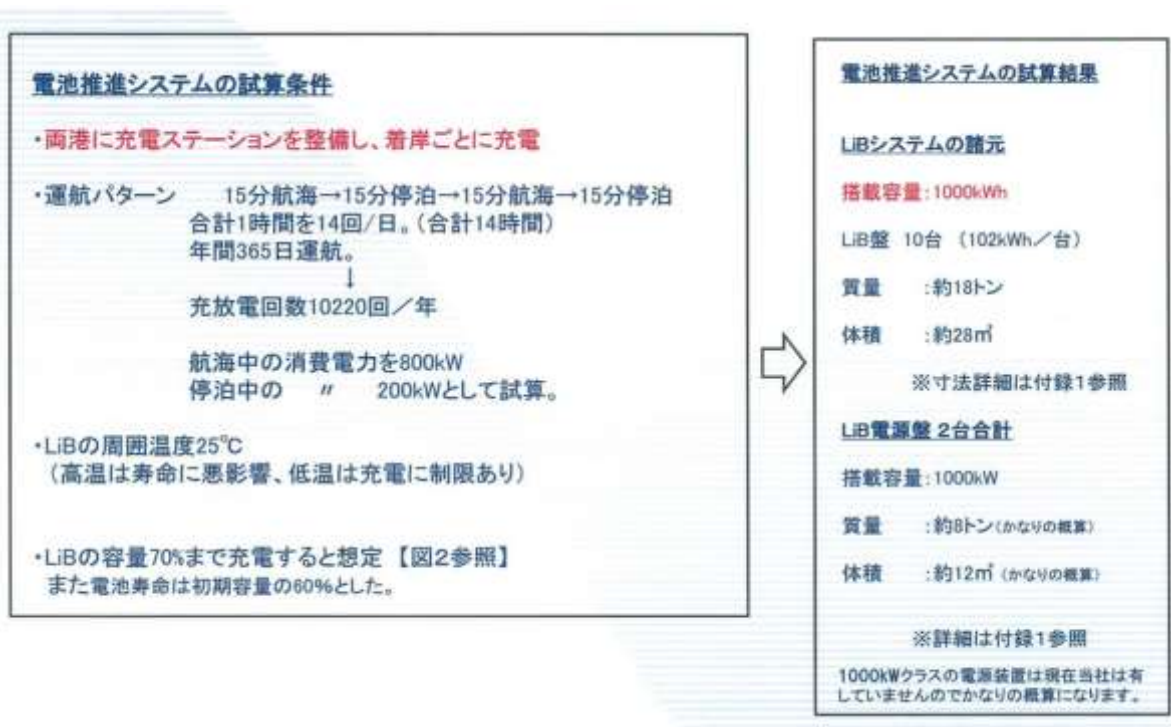 電池推進システムの試算条件
・両港に充電ステーションを整備し、着岸ごとに充電
・運航パターン 15分航海→15分停泊→15分航海→15分停泊
合計1時間を14回/日。(合計14時間)
年間365日運航。
↓
充放電回数10220回／年
航海中の消費電力を800kW
停泊中の 〃 200kWとして試算。
・LiBの周囲温度25℃
(高温は寿命に悪影響、低温は充電に制限あり)
・LiBの容量70%まで充電すると想定 【図2参照】
また電池寿命は初期容量の60%とした。
電池推進システムの試算結果
LiBシステムの諸元
搭載容量:1000kWh
LiB盤 10台 (102kWh／台)
質量 :約18トン
体積 :約28㎥
※寸法詳細は付録1参照
LiB電源盤 2台合計
搭載容量:1000kW
質量 :約8トン(かなりの概算)
体積 :約12㎥ (かなりの概算)
※詳細は付録1参照
1000kWクラスの電源装置は現在当社は有
していませんのでかなりの概算になります。